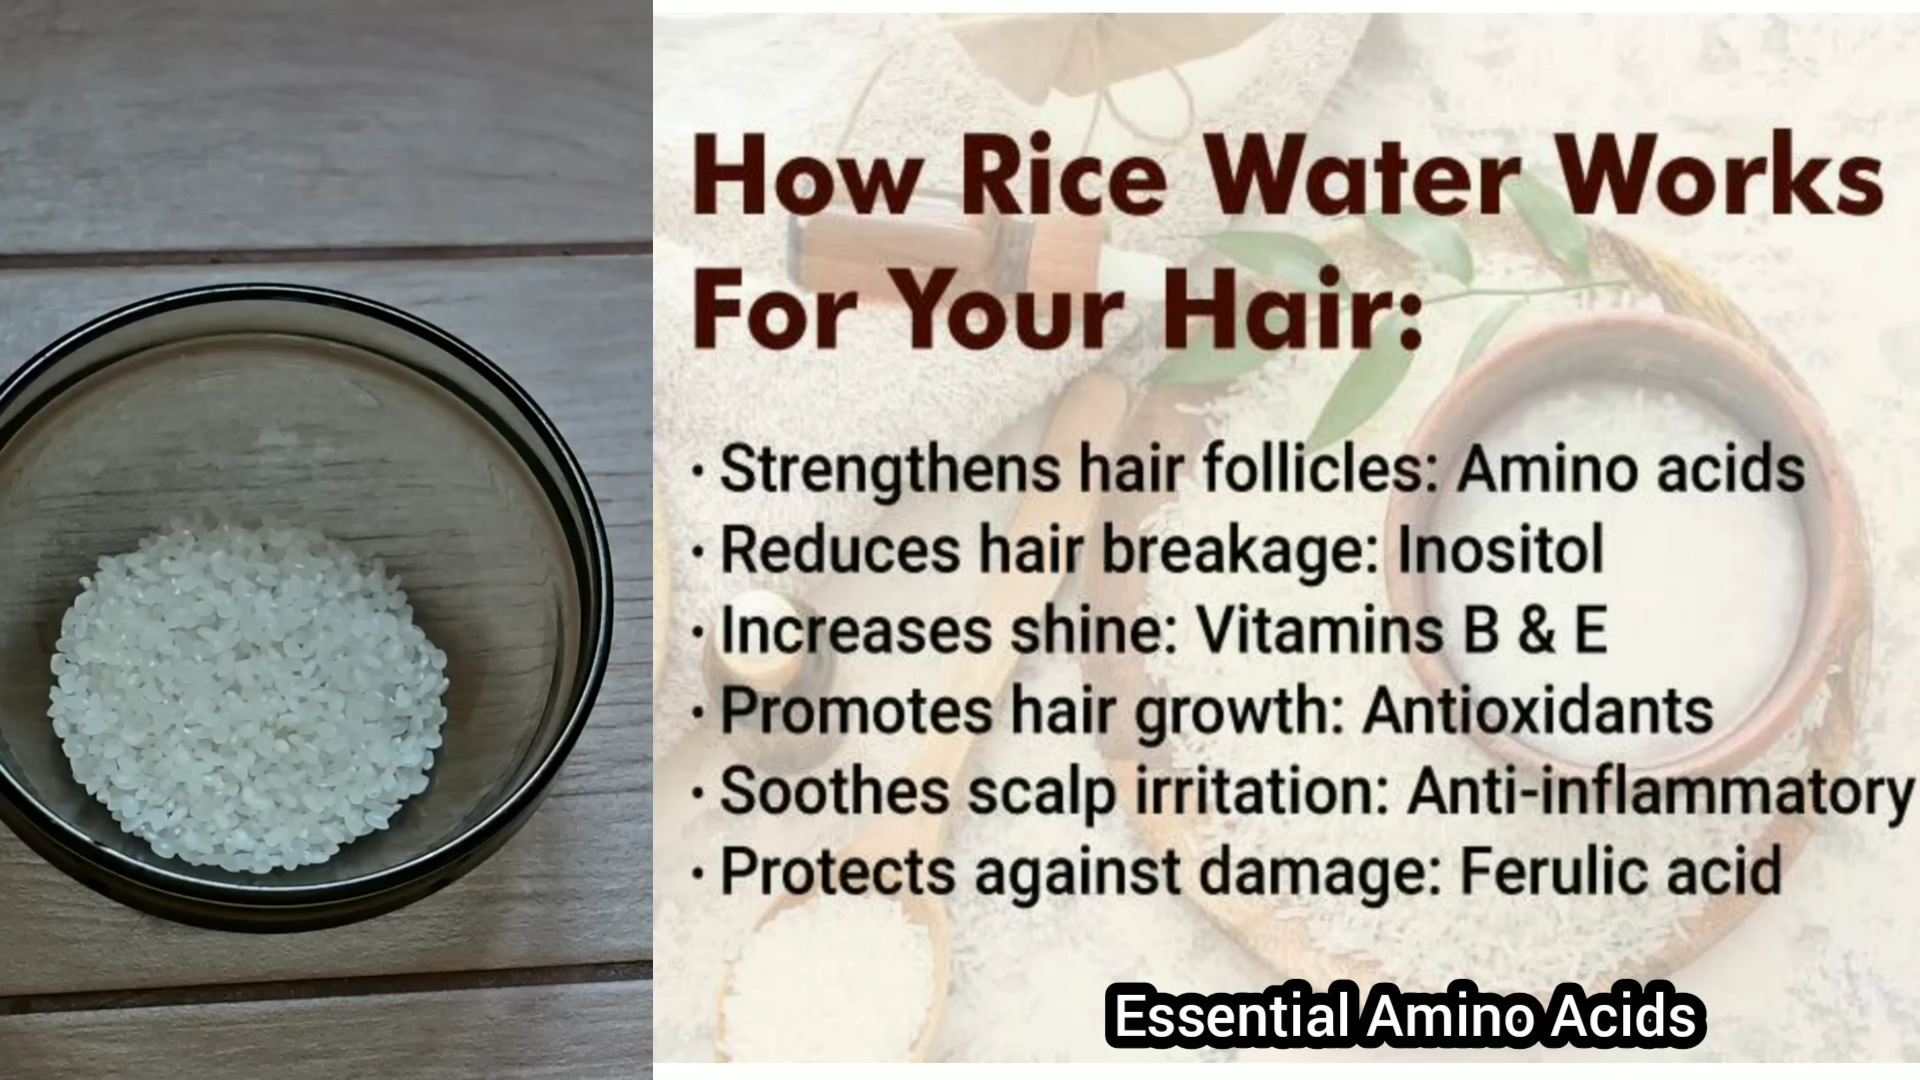 How Rice Water Works
For Your Hair:
· Strengthens hair follicles: Amino acids
· Reduces hair breakage: Inositol
· Increases shine: Vitamins B & E
· Promotes hair growth: Antioxidants
· Soothes scalp irritation: Anti-inflammatory
· Protects against damage: Ferulic acid
Essential Amino Acids